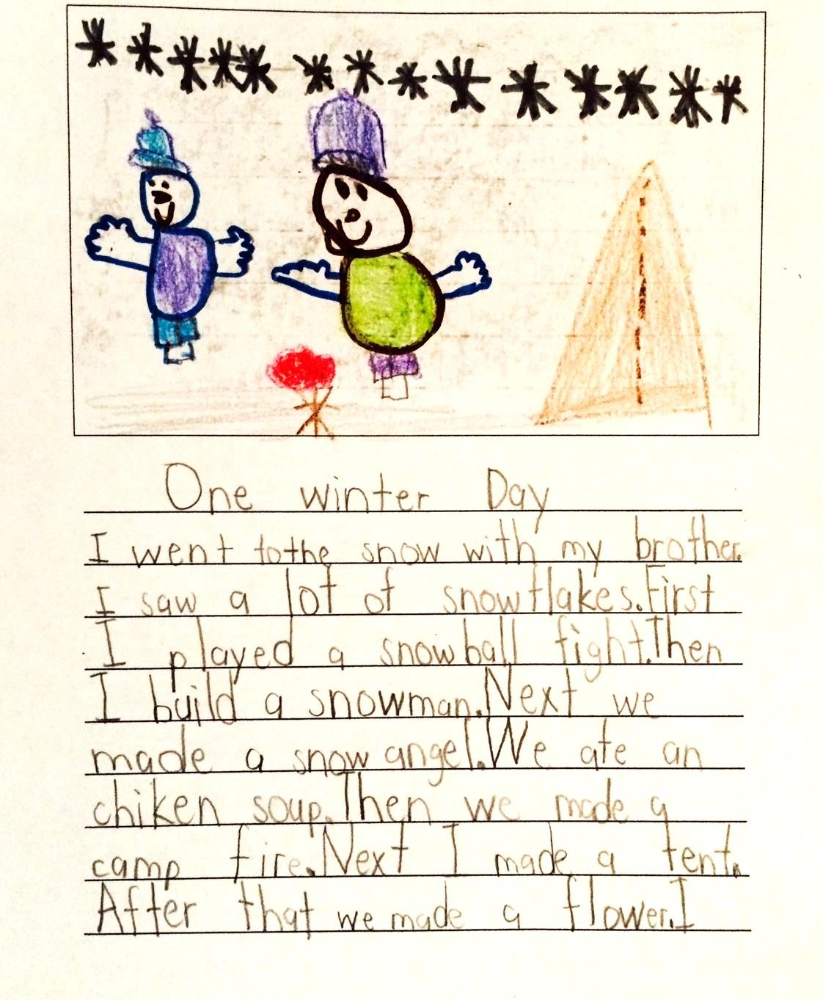 One winter Day
I went to the snow with my brother.
I saw a lot of snowflakes. First
I played a snowball fight. Then
I build a snowman. Next we
made a snow angel. We ate an
chiken soup. Then we made a
camp fire. Next I made a tent.
After that we made a flower. I